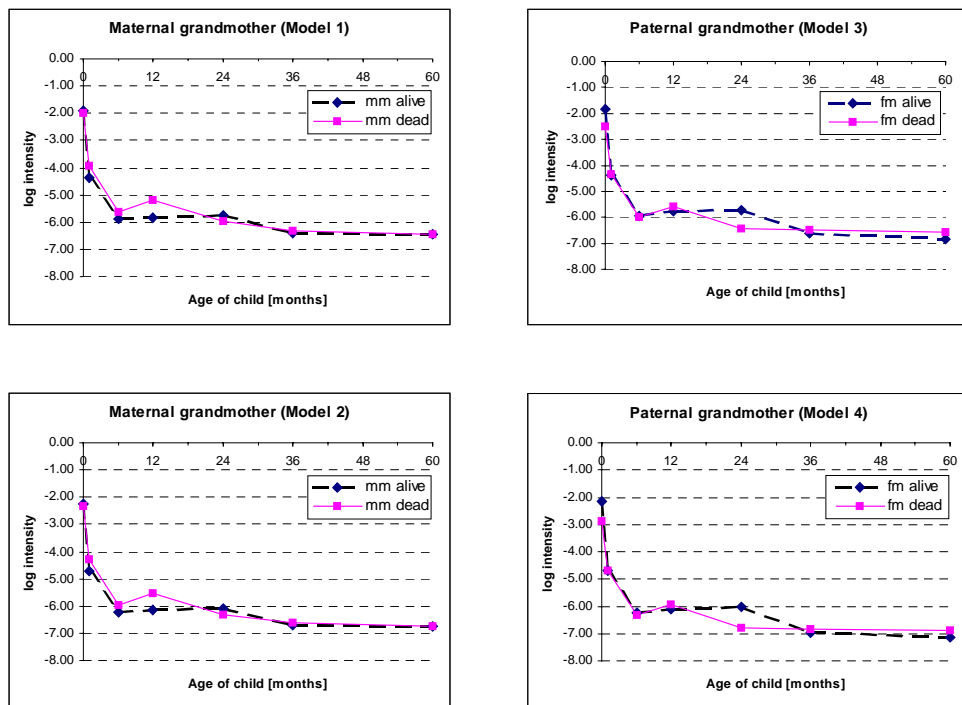 Maternal grandmother (Model 1)
0.00
-1.00
-2.00
-3.00
-4.00
-5.00
-6.00
-7.00
-8.00
0 12 24 36 48 60
log intensity
Age of child [months]
mm alive
mm dead
Paternal grandmother (Model 3)
0.00
-1.00
-2.00
-3.00
-4.00
-5.00
-6.00
-7.00
-8.00
0 12 24 36 48 60
log intensity
Age of child [months]
fm alive
fm dead
Maternal grandmother (Model 2)
0.00
-1.00
-2.00
-3.00
-4.00
-5.00
-6.00
-7.00
-8.00
0 12 24 36 48 60
log intensity
Age of child [months]
mm alive
mm dead
Paternal grandmother (Model 4)
0.00
-1.00
-2.00
-3.00
-4.00
-5.00
-6.00
-7.00
-8.00
0 12 24 36 48 60
log intensity
Age of child [months]
fm alive
fm dead